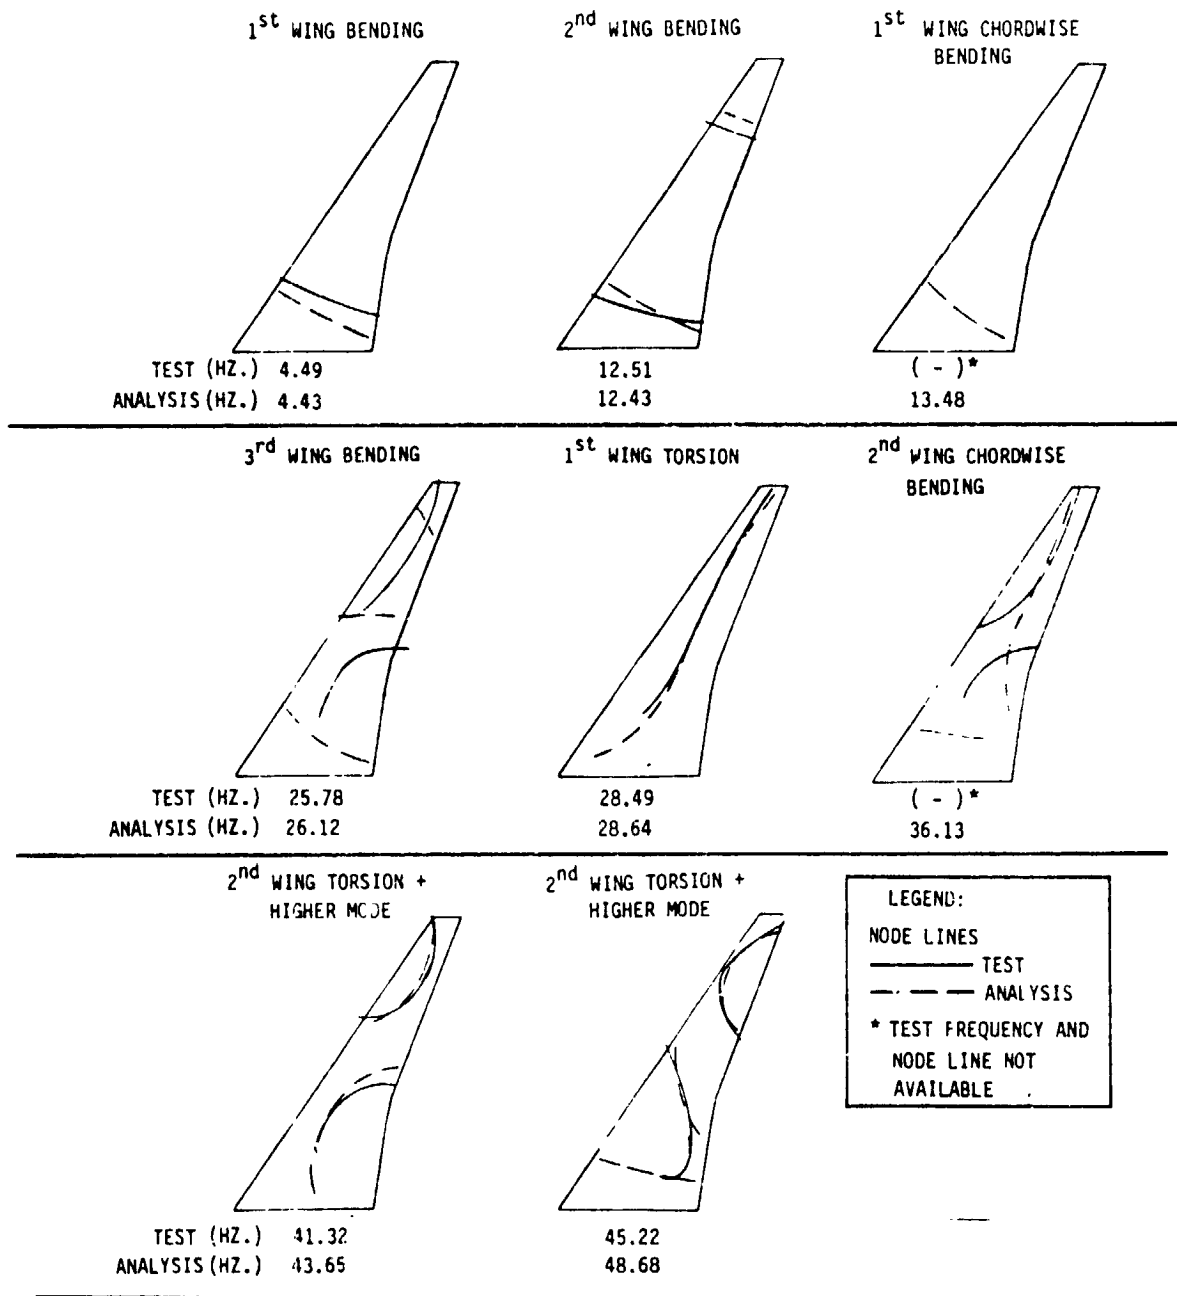 1st WING BENDING
2nd WING BENDING
1st WING CHORDWISE
BENDING
TEST (HZ.) 4.49 12.51 ( - )*
ANALYSIS (HZ.) 4.43 12.43 13.48
3rd WING BENDING
1st WING TORSION
2nd WING CHORDWISE
BENDING
TEST (HZ.) 25.78 28.49 ( - )*
ANALYSIS (HZ.) 26.12 28.64 36.13
2nd WING TORSION +
HIGHER MODE
2nd WING TORSION +
HIGHER MODE
LEGEND:
NODE LINES
TEST
ANALYSIS
* TEST FREQUENCY AND
NODE LINE NOT
AVAILABLE
TEST (HZ.) 41.32 45.22
ANALYSIS (HZ.) 43.65 48.68